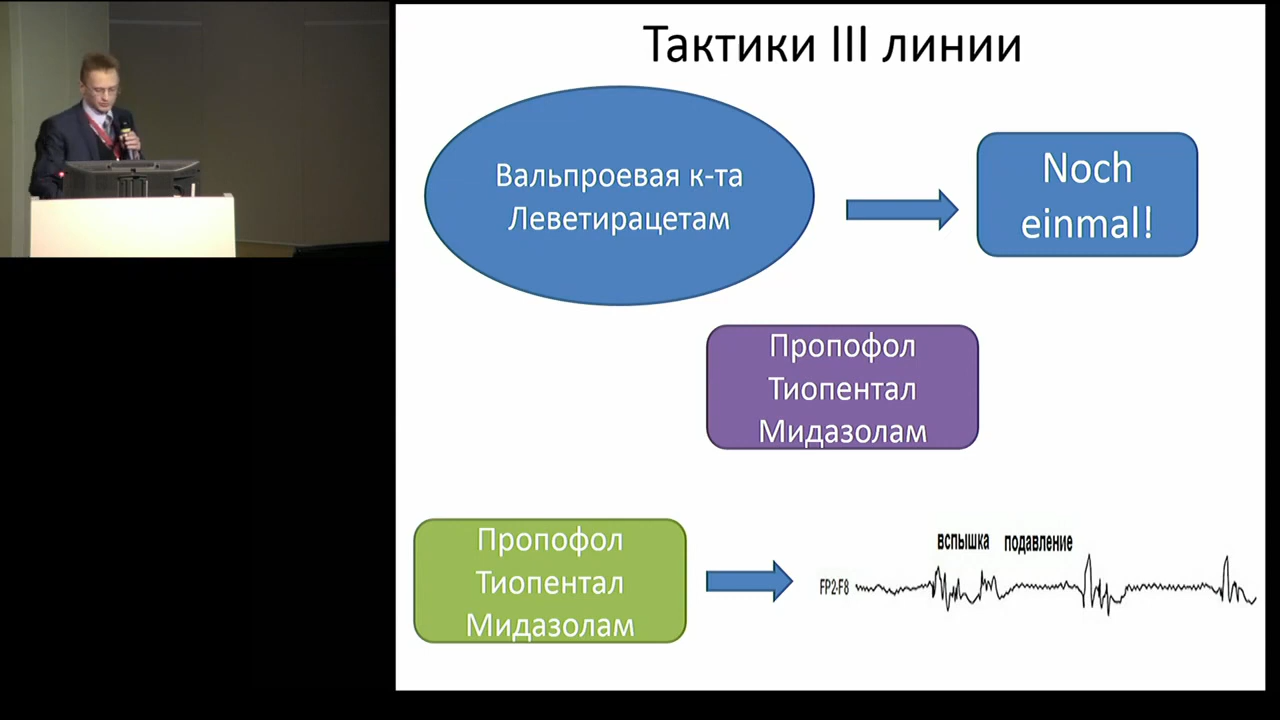 Тактики III линии
Вальпроевая к-та
Леветирацетам
Noch
einmal!
Пропофол
Тиопентал
Мидазолам
Пропофол
Тиопентал
Мидазолам
вспышка подавление
FP2-F8